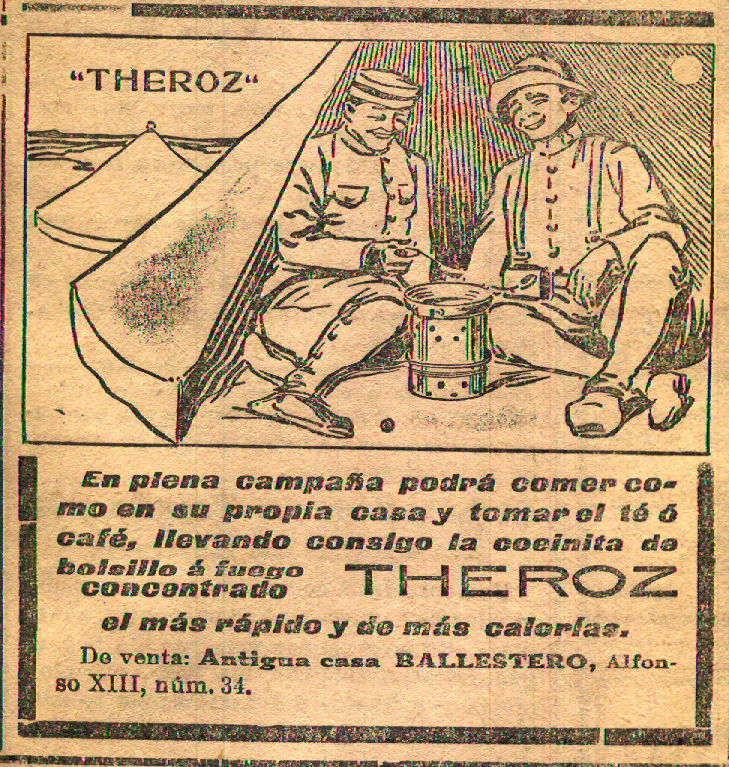 "THEROZ"
En plena campaña podrá comer co-
mo en su propia casa y tomar el té ó
café, llevando consigo la cocinita de
bolsillo á fuego
concentrado THEROZ
el más rápido y de más calorías.
De venta: Antigua casa BALLESTERO, Alfon-
so XIII, núm. 34.